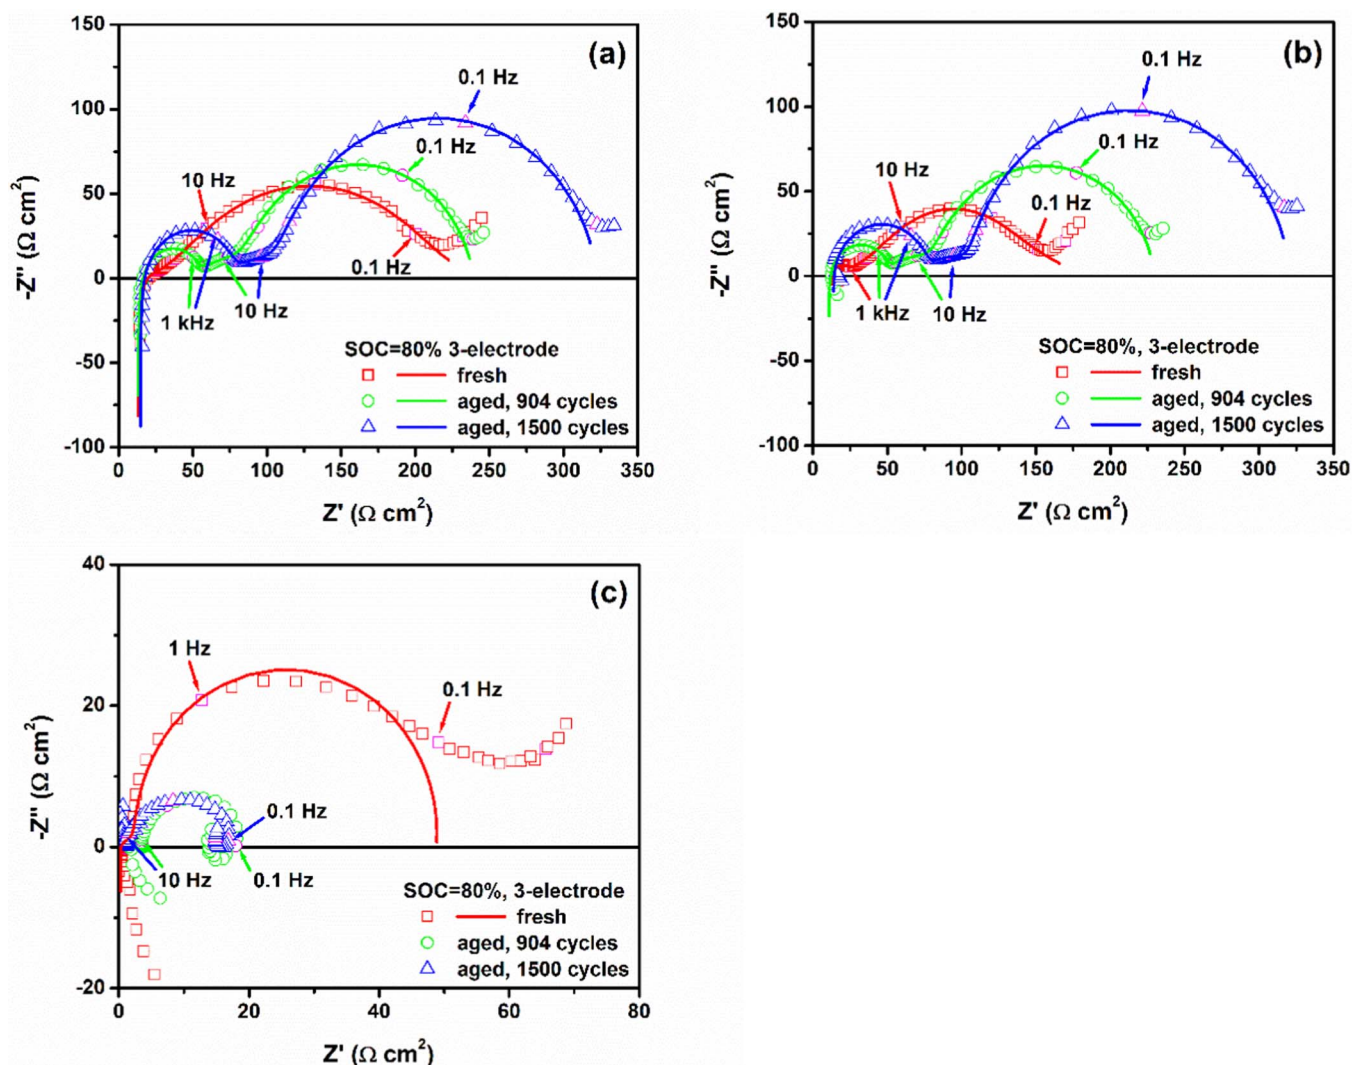 (a)
150
100
50
0
-50
-100
-Z'' (Ω cm²)
0.1 Hz
0.1 Hz
10 Hz
0.1 Hz
1 kHz
10 Hz
SOC=80% 3-electrode
fresh
aged, 904 cycles
aged, 1500 cycles
0 50 100 150 200 250 300 350
Z' (Ω cm²)
(b)
150
100
50
0
-50
-100
-Z'' (Ω cm²)
0.1 Hz
0.1 Hz
10 Hz
0.1 Hz
1 kHz
10 Hz
SOC=80%, 3-electrode
fresh
aged, 904 cycles
aged, 1500 cycles
0 50 100 150 200 250 300 350
Z' (Ω cm²)
(c)
40
20
0
-20
-Z'' (Ω cm²)
1 Hz
0.1 Hz
0.1 Hz
10 Hz
0.1 Hz
SOC=80%, 3-electrode
fresh
aged, 904 cycles
aged, 1500 cycles
0 20 40 60 80
Z' (Ω cm²)